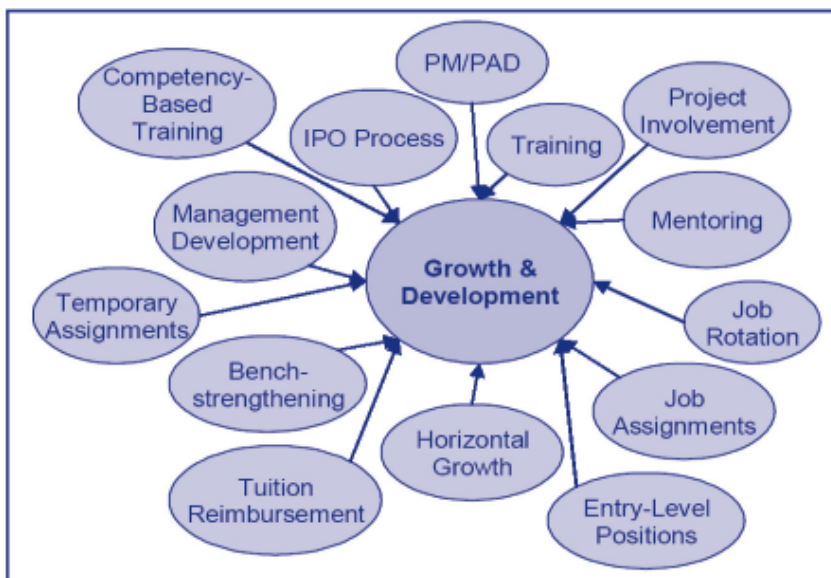 PM/PAD
Competency-
Based
Training
IPO Process
Training
Project
Involvement
Management
Development
Mentoring
Growth &
Development
Temporary
Assignments
Job
Rotation
Bench-
strengthening
Job
Assignments
Horizontal
Growth
Tuition
Reimbursement
Entry-Level
Positions